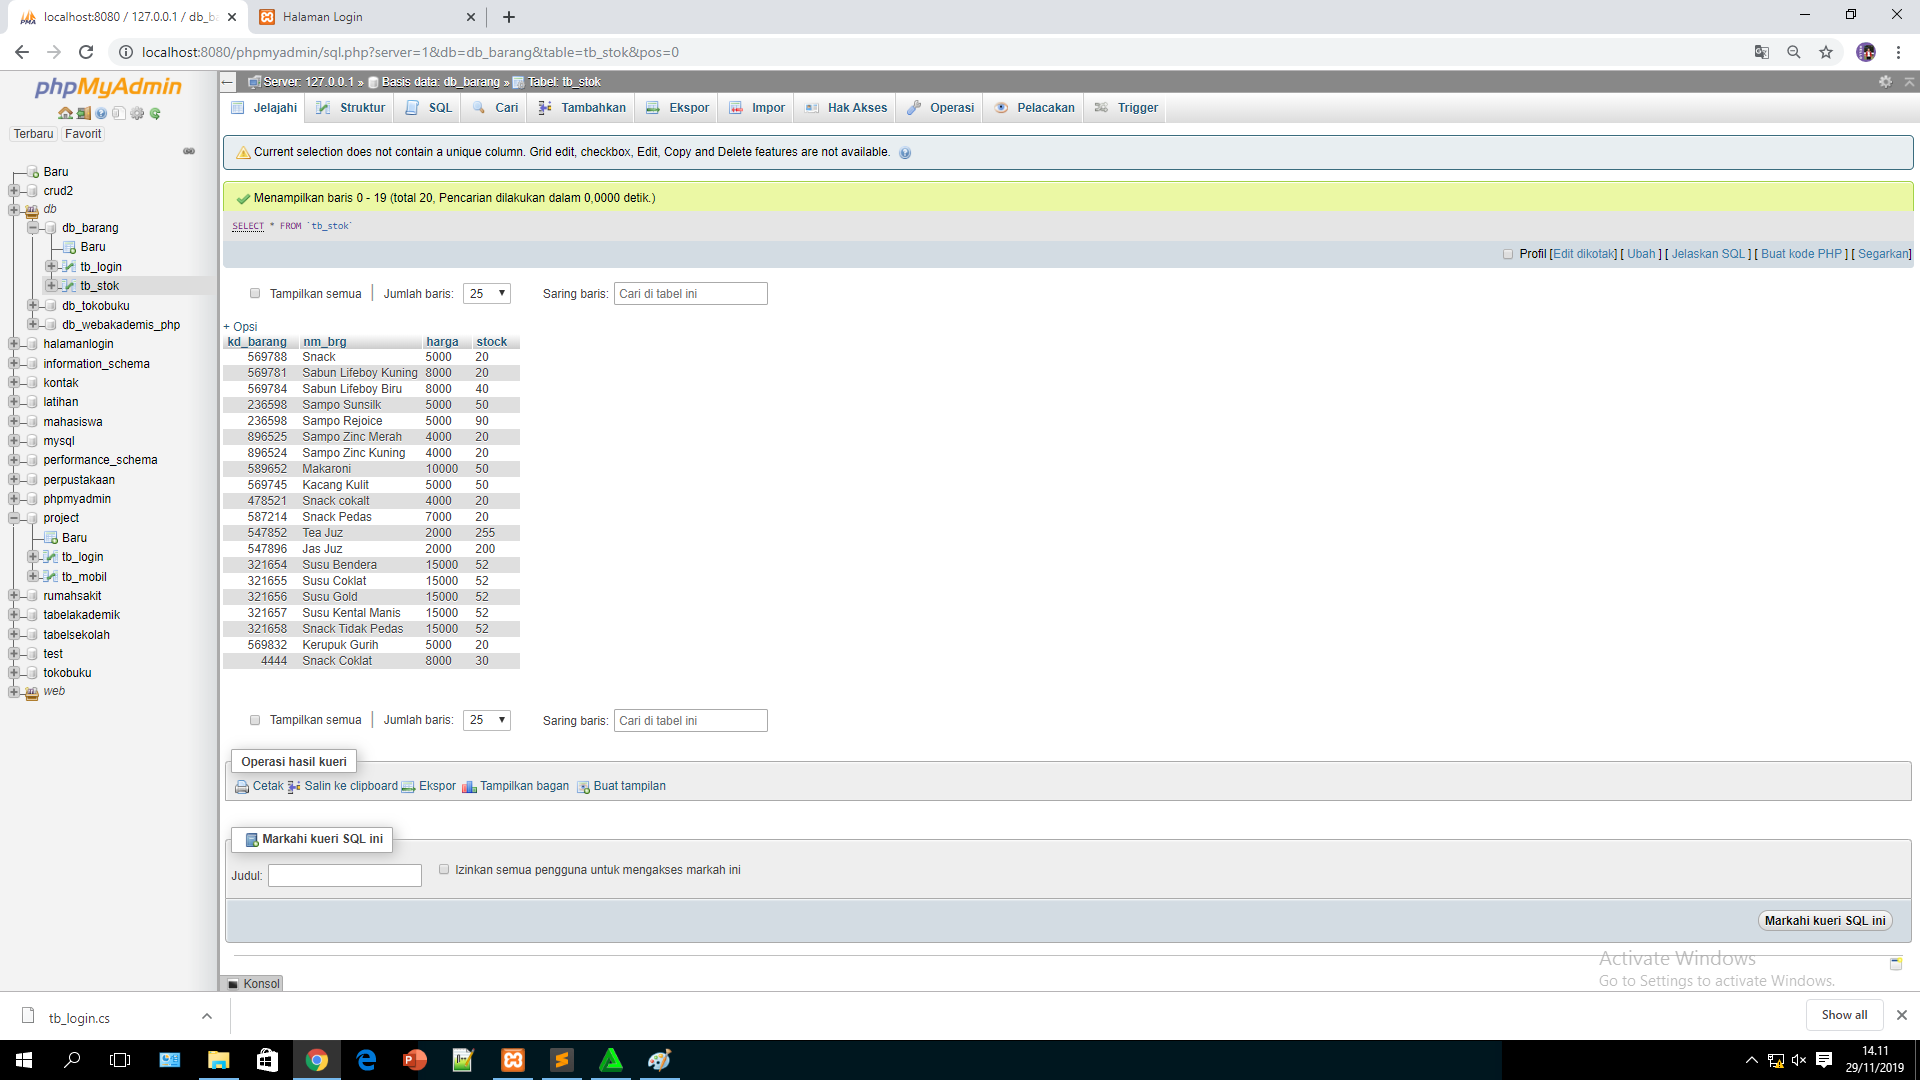 localhost:8080 / 127.0.0.1 / db_ba
Halaman Login
localhost:8080/phpmyadmin/sql.php?server=1&db=db_barang&table=tb_stok&pos=0
phpMyAdmin
Terbaru Favorit
Baru
crud2
db
db_barang
Baru
tb_login
tb_stok
db_tokobuku
db_webakademis_php
halamanlogin
information_schema
kontak
latihan
mahasiswa
mysql
performance_schema
perpustakaan
phpmyadmin
project
Baru
tb_login
tb_mobil
rumahsakit
tabelakademik
tabelsekolah
test
tokobuku
web
Server: 127.0.0.1 » Basis data: db_barang » Tabel: tb_stok
Jelajahi Struktur SQL Cari Tambahkan Ekspor Impor Hak Akses Operasi Pelacakan Trigger
Current selection does not contain a unique column. Grid edit, checkbox, Edit, Copy and Delete features are not available.
Menampilkan baris 0 - 19 (total 20, Pencarian dilakukan dalam 0,0000 detik.)
SELECT * FROM `tb_stok`
Profil [Edit dikotak] [ Ubah ] [ Jelaskan SQL ] [ Buat kode PHP ] [ Segarkan]
Tampilkan semua Jumlah baris: 25 Saring baris: Cari di tabel ini
+ Opsi
kd_barang nm_brg harga stock
569788 Snack 5000 20
569781 Sabun Lifeboy Kuning 8000 20
569784 Sabun Lifeboy Biru 8000 40
236598 Sampo Sunsilk 5000 50
236598 Sampo Rejoice 5000 90
896525 Sampo Zinc Merah 4000 20
896524 Sampo Zinc Kuning 4000 20
589652 Makaroni 10000 50
569745 Kacang Kulit 5000 50
478521 Snack cokalt 4000 20
587214 Snack Pedas 7000 20
547852 Tea Juz 2000 255
547896 Jas Juz 2000 200
321654 Susu Bendera 15000 52
321655 Susu Coklat 15000 52
321656 Susu Gold 15000 52
321657 Susu Kental Manis 15000 52
321658 Snack Tidak Pedas 15000 52
569832 Kerupuk Gurih 5000 20
4444 Snack Coklat 8000 30
Tampilkan semua Jumlah baris: 25 Saring baris: Cari di tabel ini
Operasi hasil kueri
Cetak Salin ke clipboard Ekspor Tampilkan bagan Buat tampilan
Markahi kueri SQL ini
Judul: Izinkan semua pengguna untuk mengakses markah ini
Markahi kueri SQL ini
Activate Windows
Go to Settings to activate Windows.
Konsol
tb_login.cs
Show all
14.11
29/11/2019